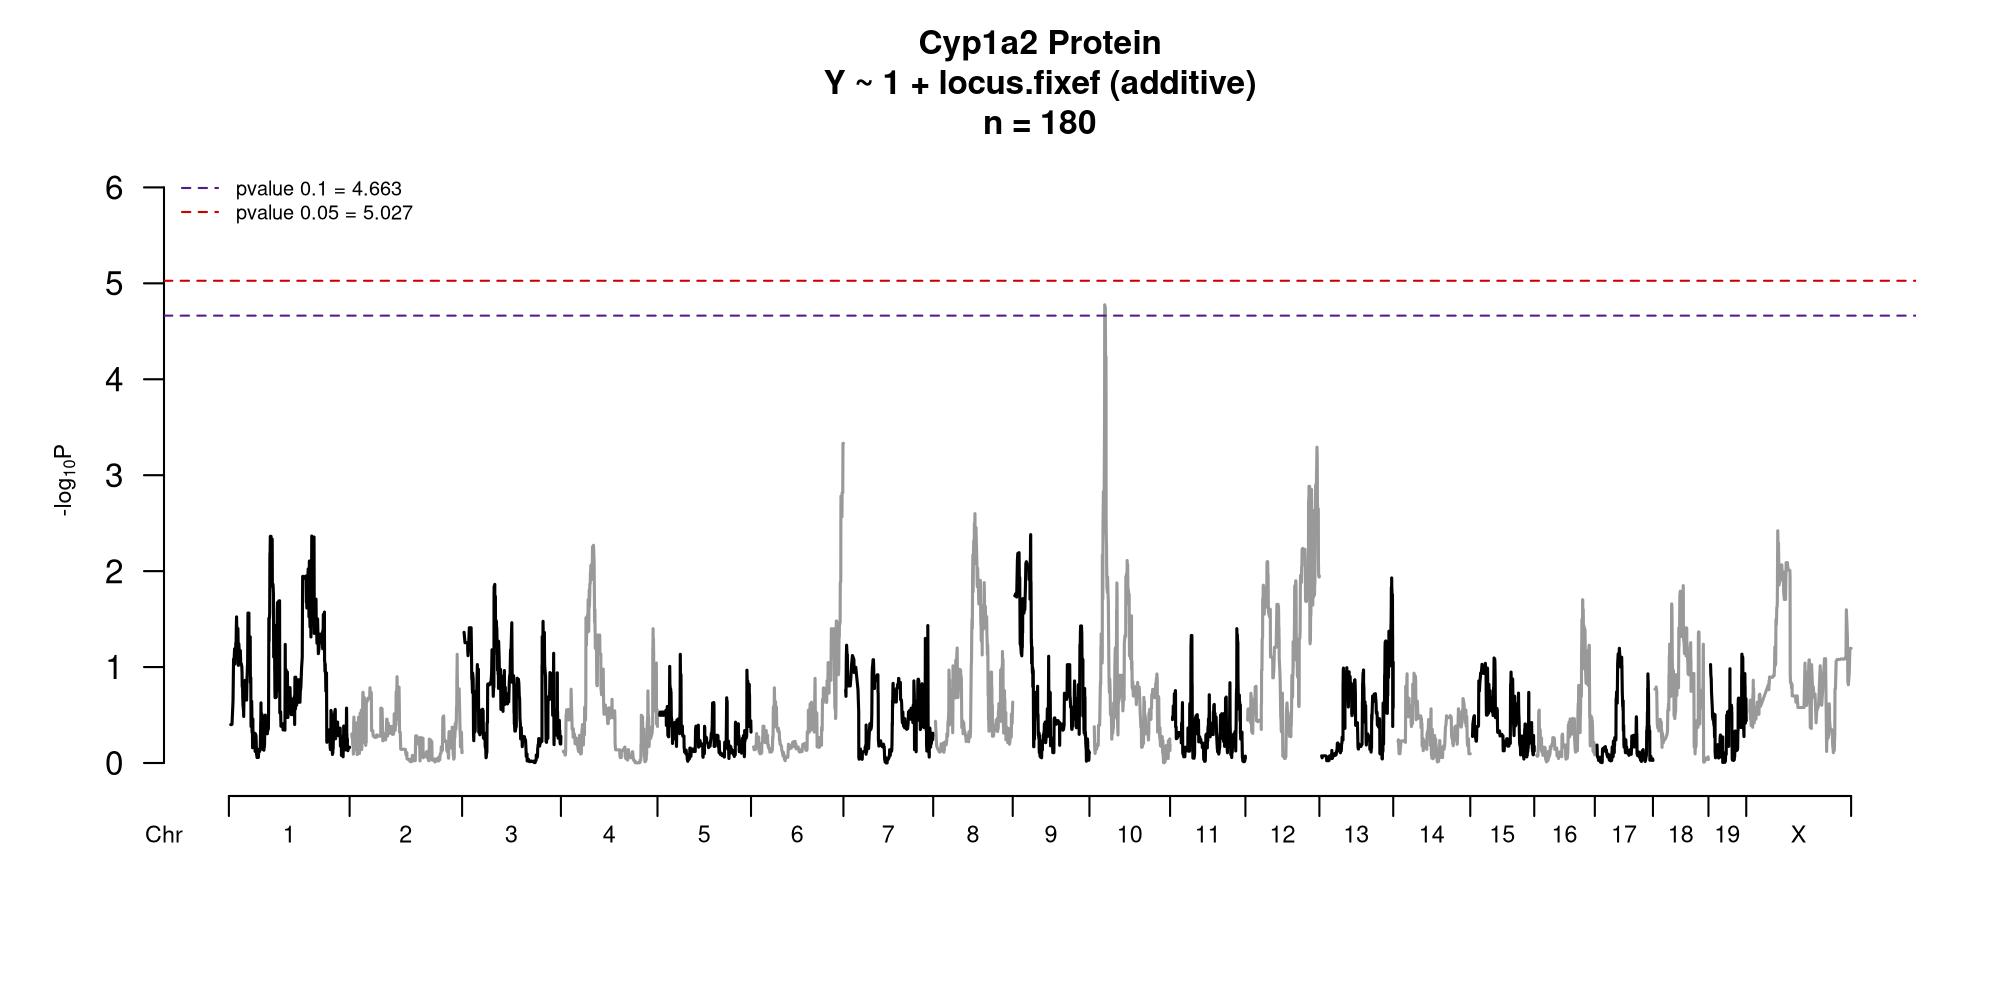 Cyp1a2 Protein
Y ~ 1 + locus.fixef (additive)
n = 180
6
pvalue 0.1 = 4.663
pvalue 0.05 = 5.027
5
4
3
-log10P
2
1
0
Chr 1 2 3 4 5 6 7 8 9 10 11 12 13 14 15 16 17 18 19 X